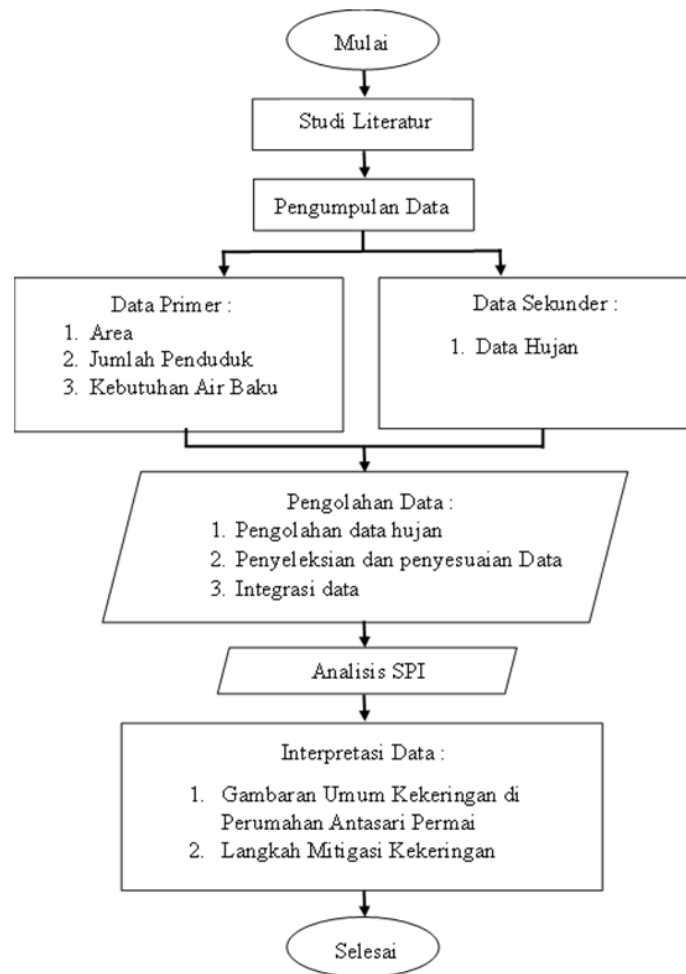 Mulai
Studi Literatur
Pengumpulan Data
Data Primer :
1. Area
2. Jumlah Penduduk
3. Kebutuhan Air Baku
Data Sekunder :
1. Data Hujan
Pengolahan Data :
1. Pengolahan data hujan
2. Penyeleksian dan penyesuaian Data
3. Integrasi data
Analisis SPI
Interpretasi Data :
1. Gambaran Umum Kekeringan di
Perumahan Antasari Permai
2. Langkah Mitigasi Kekeringan
Selesai